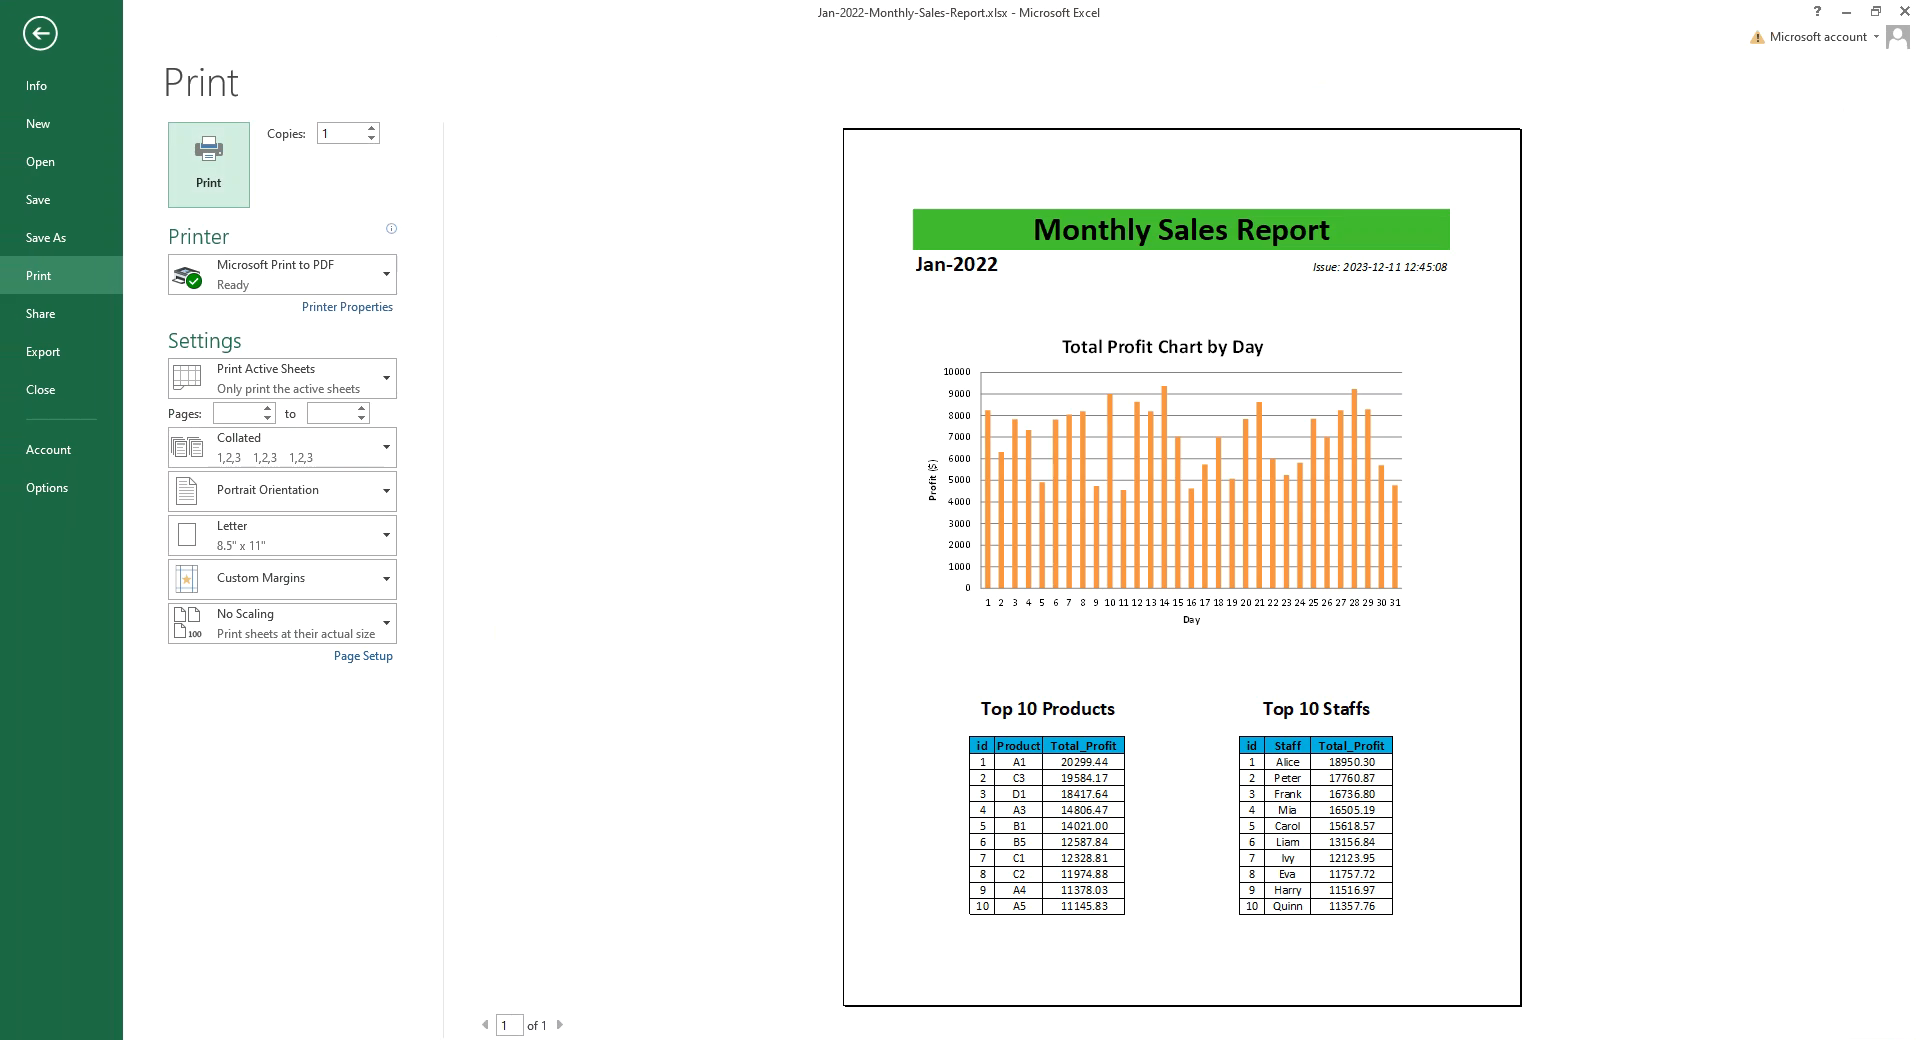 Jan-2022-Monthly-Sales-Report.xlsx - Microsoft Excel
?
Microsoft account
Info
New
Open
Save
Save As
Print
Share
Export
Close
Account
Options
Print
Print
Copies: 1
Printer
Microsoft Print to PDF
Ready
Printer Properties
Settings
Print Active Sheets
Only print the active sheets
Pages: to
Collated
1,2,3 1,2,3 1,2,3
Portrait Orientation
Letter
8.5" x 11"
Custom Margins
No Scaling
100
Print sheets at their actual size
Page Setup
1 of 1
Monthly Sales Report
Jan-2022 Issue: 2023-12-11 12:45:08
Total Profit Chart by Day
10000
9000
8000
7000
6000
5000
4000
3000
2000
1000
0
Profit ($)
1 2 3 4 5 6 7 8 9 10 11 12 13 14 15 16 17 18 19 20 21 22 23 24 25 26 27 28 29 30 31
Day
Top 10 Products
id Product Total_Profit
1 A1 20299.44
2 C3 19584.17
3 D1 18417.64
4 A3 14806.47
5 B1 14021.00
6 B5 12587.84
7 C1 12328.81
8 C2 11974.88
9 A4 11378.03
10 A5 11145.83
Top 10 Staffs
id Staff Total_Profit
1 Alice 18950.30
2 Peter 17760.87
3 Frank 16736.80
4 Mia 16505.19
5 Carol 15618.57
6 Liam 13156.84
7 Ivy 12123.95
8 Eva 11757.72
9 Harry 11516.97
10 Quinn 11357.76